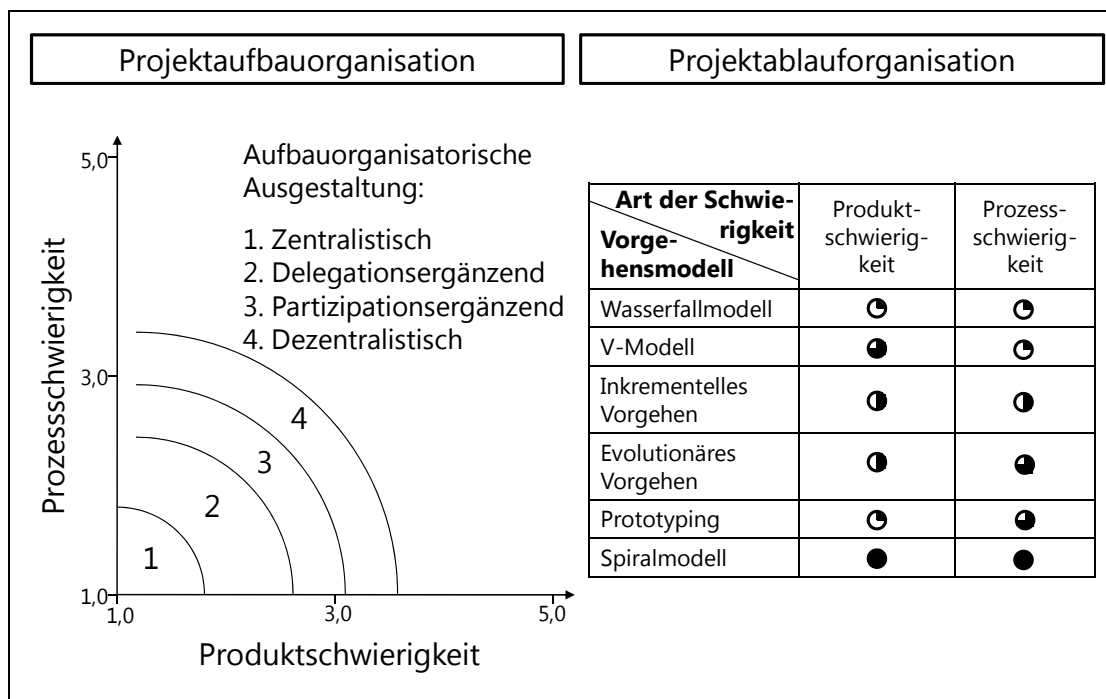 Projektaufbauorganisation
Projektablauforganisation
5,0
3,0
1,0
Prozessschwierigkeit
Aufbauorganisatorische
Ausgestaltung:
1. Zentralistisch
2. Delegationsergänzend
3. Partizipationsergänzend
4. Dezentralistisch
4
3
2
1
1,0
3,0
5,0
Produktschwierigkeit
Art der Schwie-
rigkeit
Vorge-
hensmodell
Produkt-
schwierig-
keit
Prozess-
schwierig-
keit
Wasserfallmodell
V-Modell
Inkrementelles
Vorgehen
Evolutionäres
Vorgehen
Prototyping
Spiralmodell